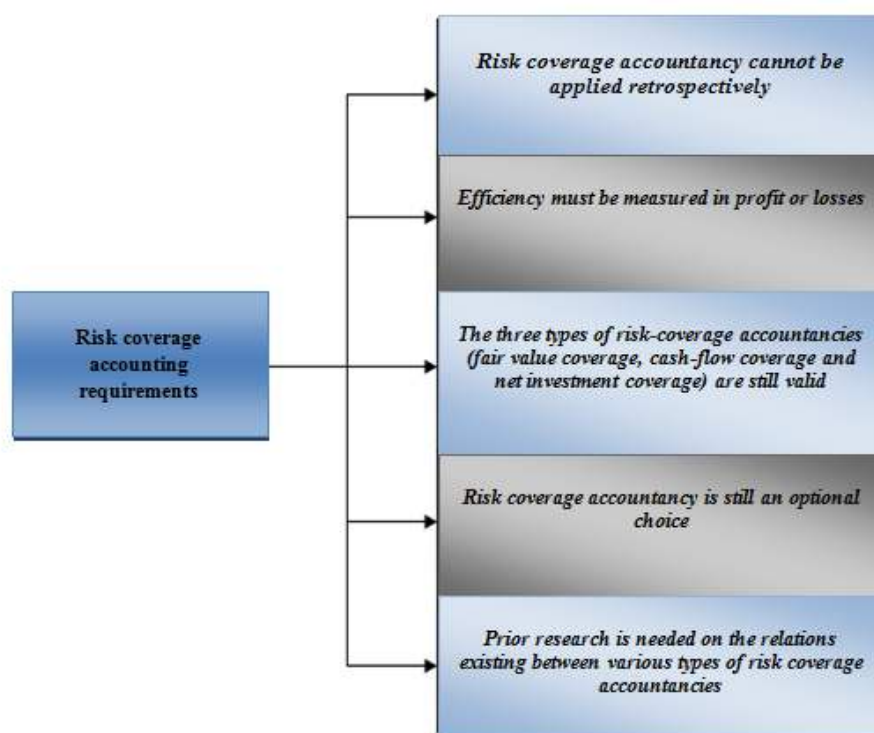 Risk coverage accountancy cannot be
applied retrospectively
Efficiency must be measured in profit or losses
Risk coverage
accounting
requirements
The three types of risk-coverage accountancies
(fair value coverage, cash-flow coverage and
net investment coverage) are still valid
Risk coverage accountancy is still an optional
choice
Prior research is needed on the relations
existing between various types of risk coverage
accountancies